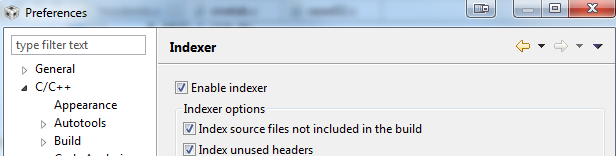 Preferences
type filter text
General
C/C++
Appearance
Autotools
Build
Indexer
Enable indexer
Indexer options
Index source files not included in the build
Index unused headers